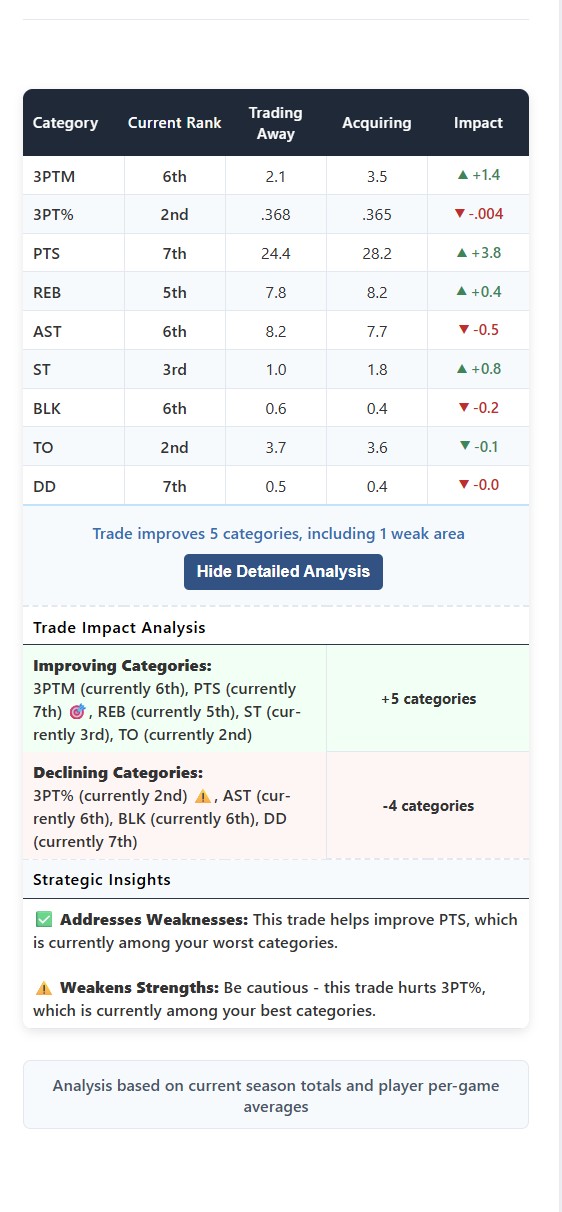 Category Current Rank Trading Away Acquiring Impact
3PTM 6th 2.1 3.5 ▲ +1.4
3PT% 2nd .368 .365 ▼ -.004
PTS 7th 24.4 28.2 ▲ +3.8
REB 5th 7.8 8.2 ▲ +0.4
AST 6th 8.2 7.7 ▼ -0.5
ST 3rd 1.0 1.8 ▲ +0.8
BLK 6th 0.6 0.4 ▼ -0.2
TO 2nd 3.7 3.6 ▼ -0.1
DD 7th 0.5 0.4 ▼ -0.0
Trade improves 5 categories, including 1 weak area
Hide Detailed Analysis
Trade Impact Analysis
Improving Categories:
3PTM (currently 6th), PTS (currently
7th) 🎯, REB (currently 5th), ST (cur-
rently 3rd), TO (currently 2nd)
+5 categories
Declining Categories:
3PT% (currently 2nd) ⚠️, AST (cur-
rently 6th), BLK (currently 6th), DD
(currently 7th)
-4 categories
Strategic Insights
✅ Addresses Weaknesses: This trade helps improve PTS, which
is currently among your worst categories.
⚠️ Weakens Strengths: Be cautious - this trade hurts 3PT%,
which is currently among your best categories.
Analysis based on current season totals and player per-game
averages